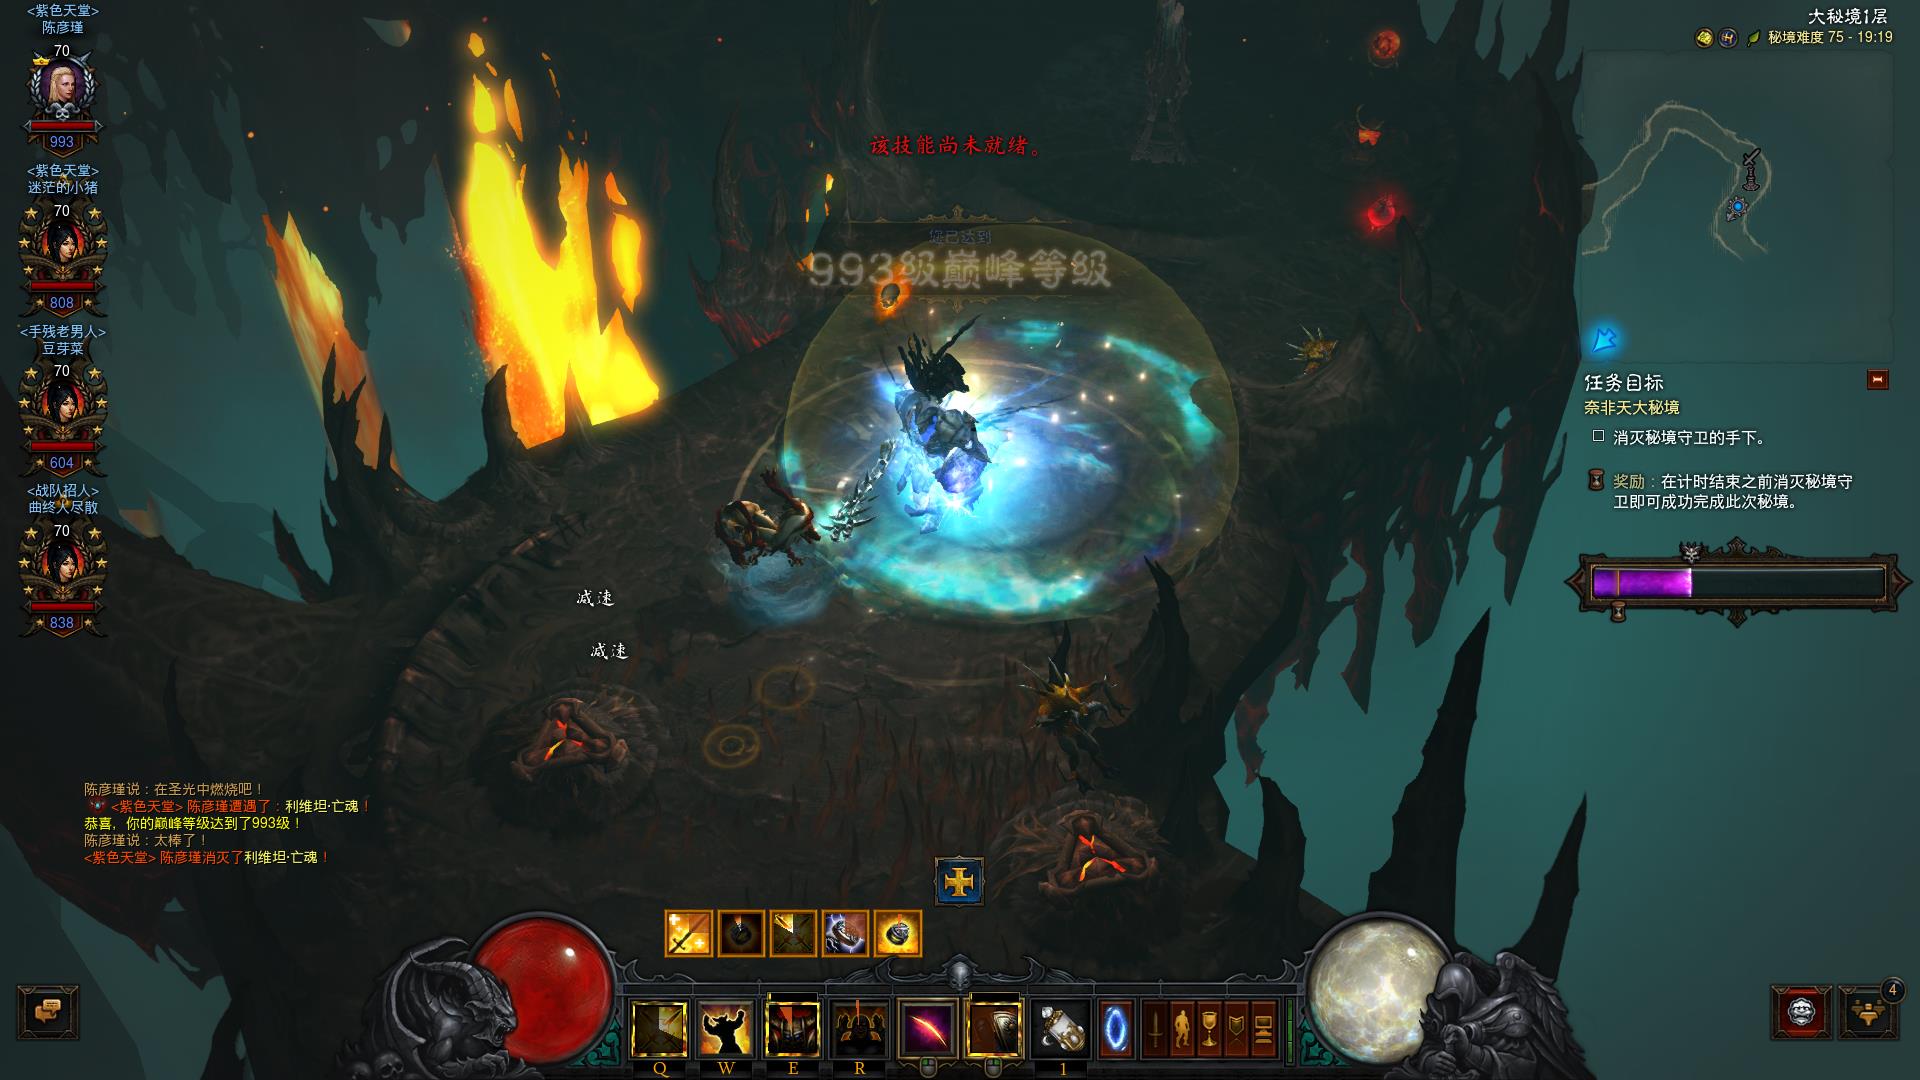 <紫色天堂>
陈彦瑾
70
993
<紫色天堂>
迷茫的小猪
70
808
<手残老男人>
豆芽菜
70
604
<战队招人>
曲终人尽散
70
838
大秘境1层
秘境难度 75 - 19:19
该技能尚未就绪。
您已达到
993级巅峰等级
任务目标
奈非天大秘境
消灭秘境守卫的手下。
奖励：在计时结束之前消灭秘境守
卫即可成功完成此次秘境。
减速
减速
陈彦瑾说：在圣光中燃烧吧！
<紫色天堂> 陈彦瑾遭遇了：利维坦·亡魂！
恭喜，你的巅峰等级达到了993级！
陈彦瑾说：太棒了！
<紫色天堂> 陈彦瑾消灭了利维坦·亡魂！
Q W E R 1
4